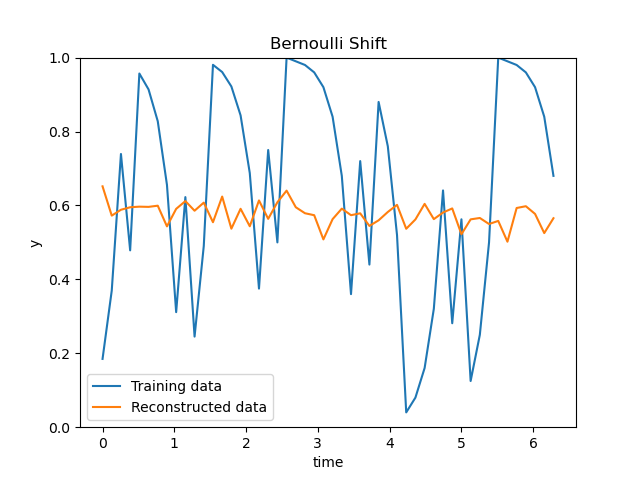 Bernoulli Shift
1.0
0.8
0.6
0.4
0.2
0.0
y
Training data
Reconstructed data
0 1 2 3 4 5 6
time